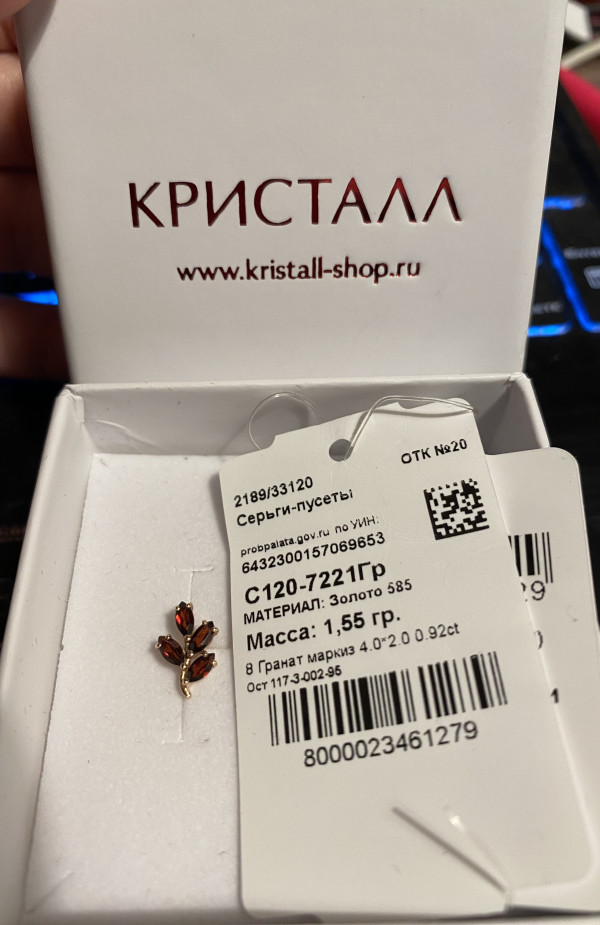 КРИСТАЛЛ
www.kristall-shop.ru
ОТК №20
2189/33120
Серьги-пусеты
probpalata.gov.ru по УИН:
6432300157069653
С120-7221Гр
МАТЕРИАЛ: Золото 585
Масса: 1,55 гр.
8 Гранат маркиз 4.0*2.0 0.92ct
Ост 117-3-002-95
8000023461279